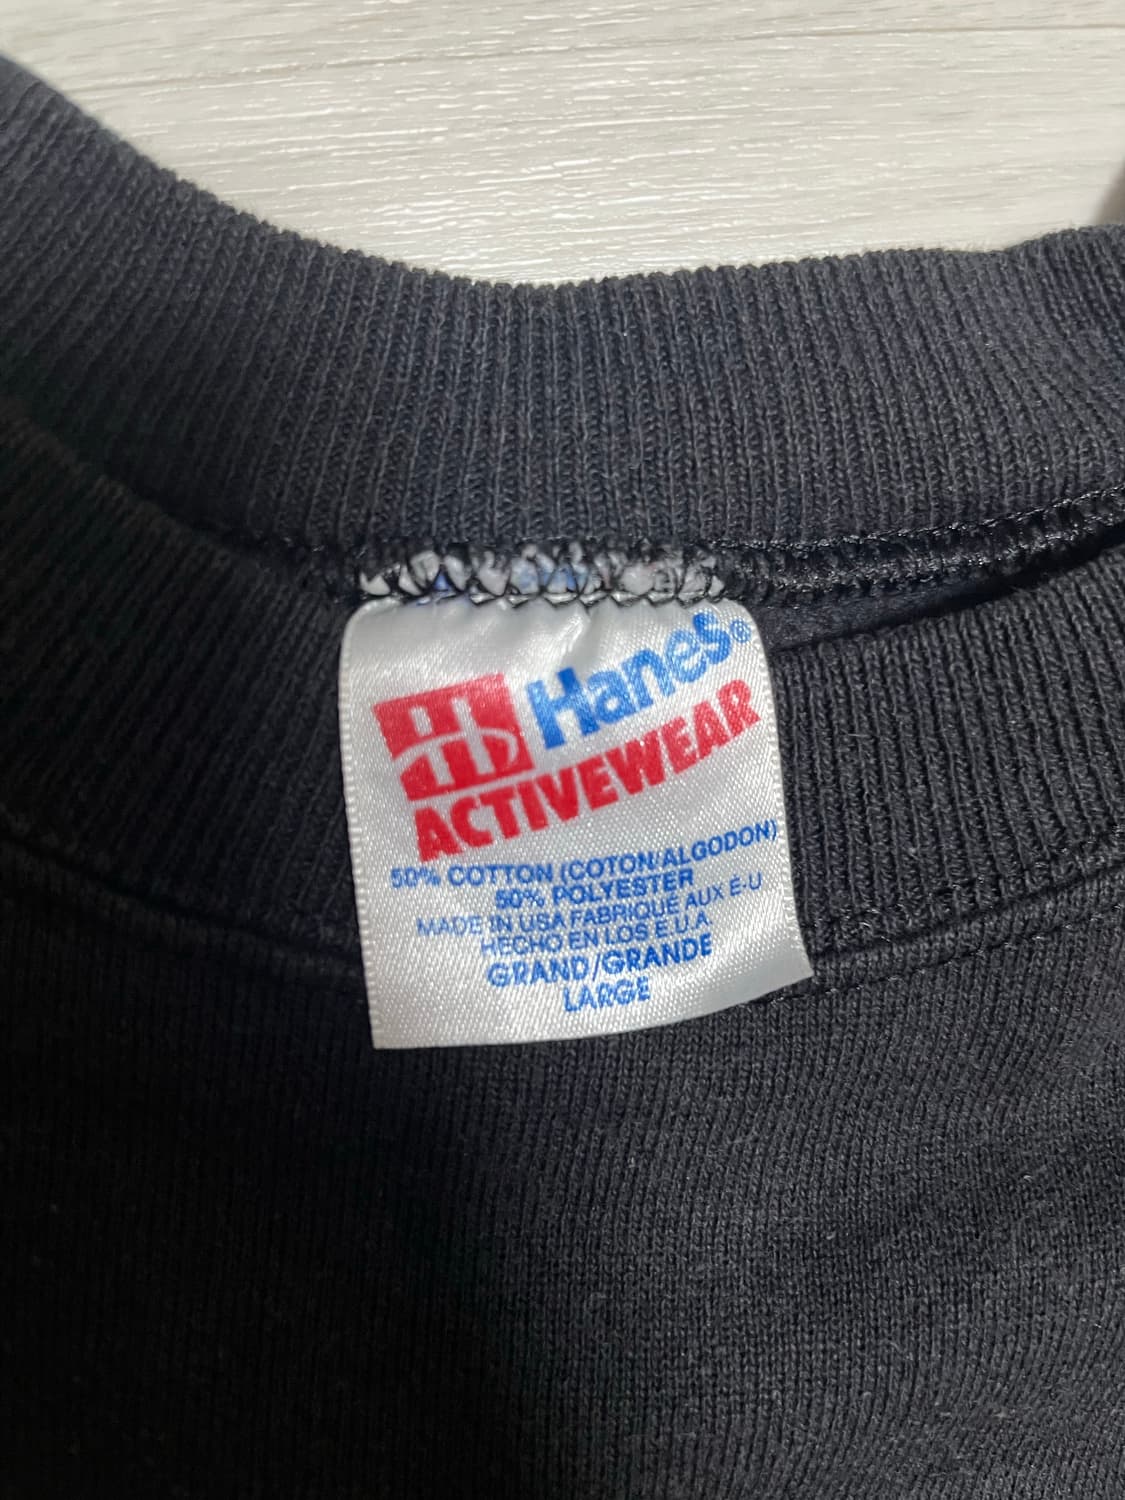 Hanes®
ACTIVEWEAR
50% COTTON (COTON/ALGODON)
50% POLYESTER
MADE IN USA FABRIQUÉ AUX É-U
HECHO EN LOS E.U.A
GRAND/GRANDE
LARGE